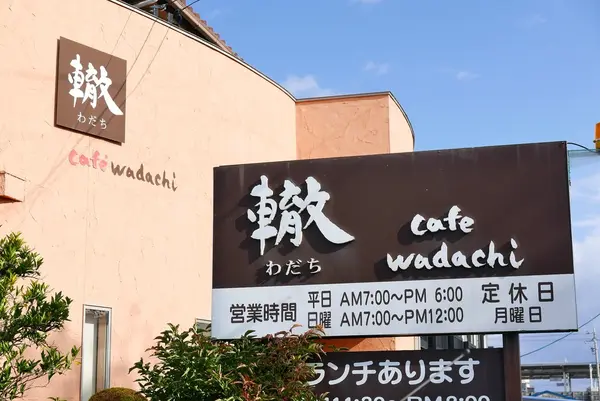 轍
わだち
café wadachi
轍
わだち
cafe
wadachi
営業時間 平日 AM7:00〜PM 6:00 定休日
日曜 AM7:00〜PM12:00 月曜日
ランチあります